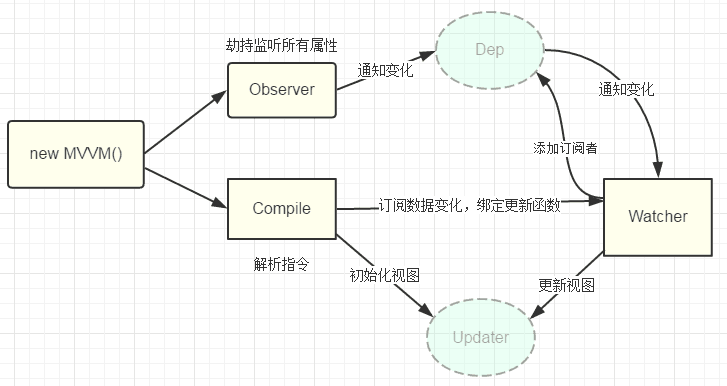 劫持监听所有属性
Dep
Observer
通知变化
通知变化
new MVVM()
添加订阅者
Compile
订阅数据变化，绑定更新函数
Watcher
解析指令
初始化视图
更新视图
Updater